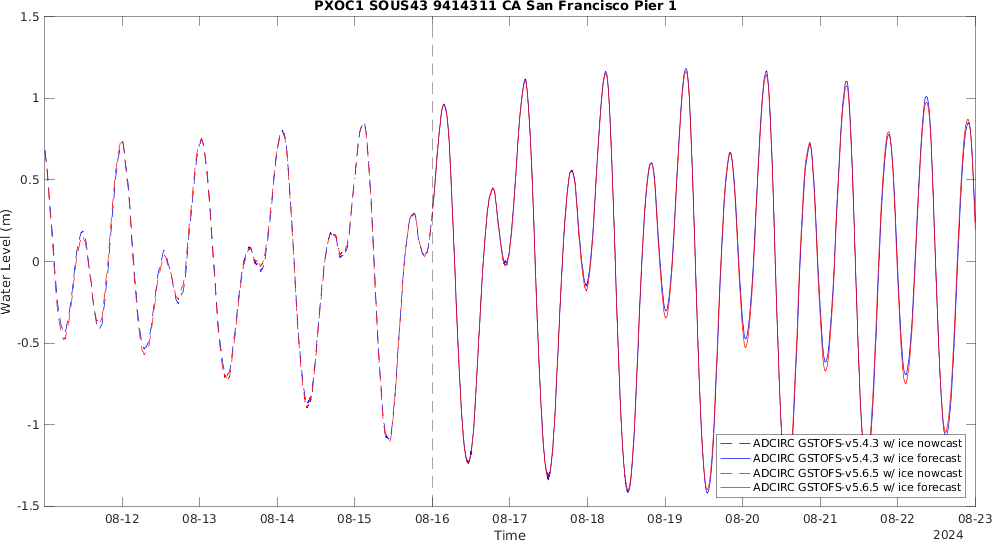 PXOC1 SOUS43 9414311 CA San Francisco Pier 1
1.5
1
0.5
0
-0.5
-1
-1.5
Water Level (m)
08-12 08-13 08-14 08-15 08-16 08-17 08-18 08-19 08-20 08-21 08-22 08-23
Time
2024
ADCIRC GSTOFS-v5.4.3 w/ ice nowcast
ADCIRC GSTOFS-v5.4.3 w/ ice forecast
ADCIRC GSTOFS-v5.6.5 w/ ice nowcast
ADCIRC GSTOFS-v5.6.5 w/ ice forecast